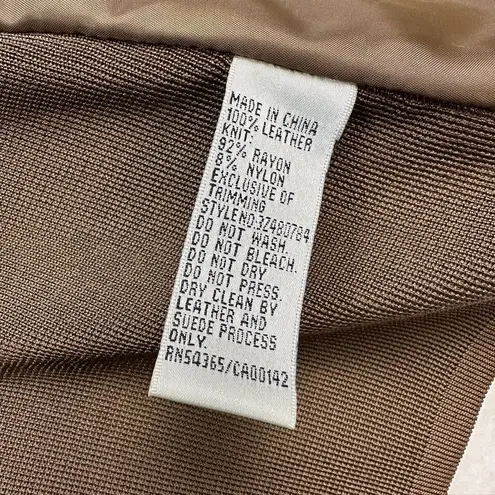 MADE IN CHINA
100% LEATHER
KNIT:
92% RAYON
8% NYLON
EXCLUSIVE OF
TRIMMING
STYLE NO:3Z480784
DO NOT WASH.
DO NOT BLEACH.
DO NOT DRY
DO NOT PRESS.
DRY CLEAN BY
LEATHER AND
SUEDE PROCESS
ONLY.
RN54365/CA00142